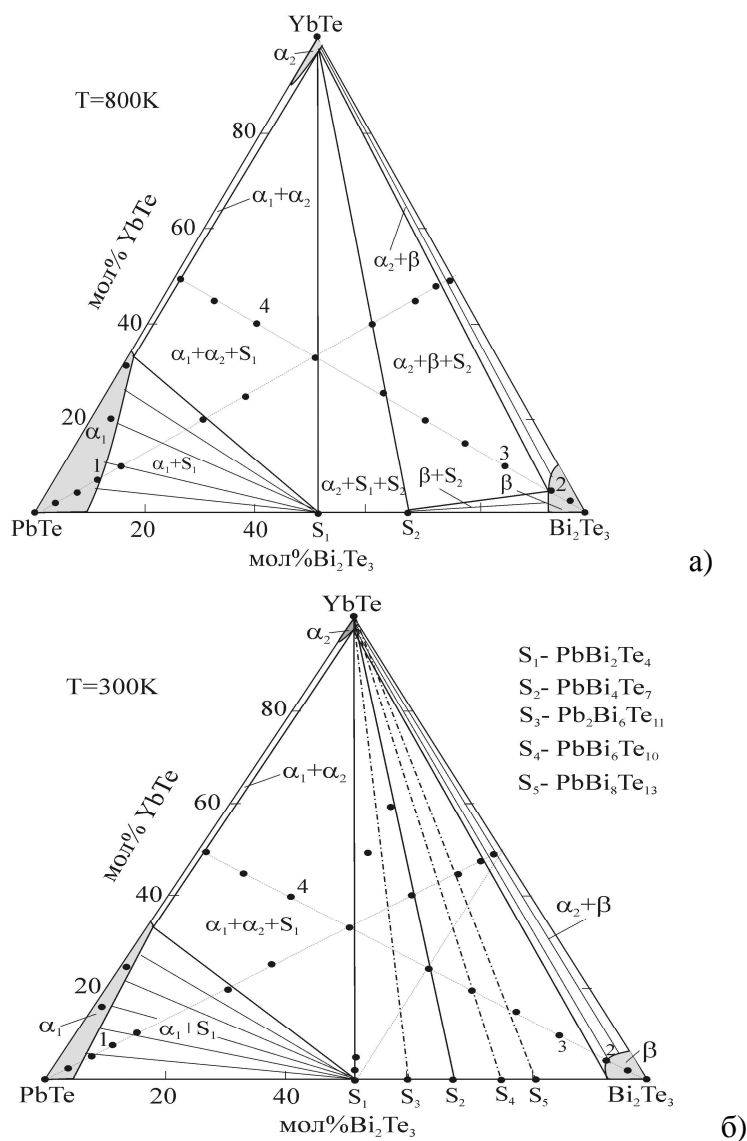 YbTe
α₂
T=800K
80
α₁+α₂
60
мол% YbTe
α₂+β
4
40
α₁+α₂+S₁
α₂+β+S₂
20
α₁
3
1
α₁+S₁
α₂+S₁+S₂
β+S₂
β
2
PbTe
20
40
S₁
S₂
Bi₂Te₃
мол%Bi₂Te₃
а)
YbTe
α₂
T=300K
S₁- PbBi₂Te₄
S₂- PbBi₄Te₇
S₃- Pb₂Bi₆Te₁₁
S₄- PbBi₆Te₁₀
S₅- PbBi₈Te₁₃
80
α₁+α₂
60
мол% YbTe
4
40
α₁+α₂+S₁
α₂+β
20
α₁
1
α₁+S₁
3
2
β
PbTe
20
40
S₁
S₃
S₂
S₄
S₅
Bi₂Te₃
мол%Bi₂Te₃
б)